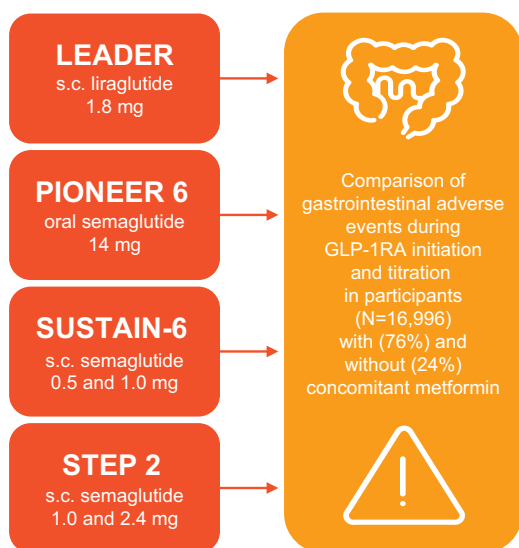 LEADER
s.c. liraglutide
1.8 mg
PIONEER 6
oral semaglutide
14 mg
SUSTAIN-6
s.c. semaglutide
0.5 and 1.0 mg
STEP 2
s.c. semaglutide
1.0 and 2.4 mg
Comparison of
gastrointestinal adverse
events during
GLP-1RA initiation
and titration
in participants
(N=16,996)
with (76%) and
without (24%)
concomitant metformin